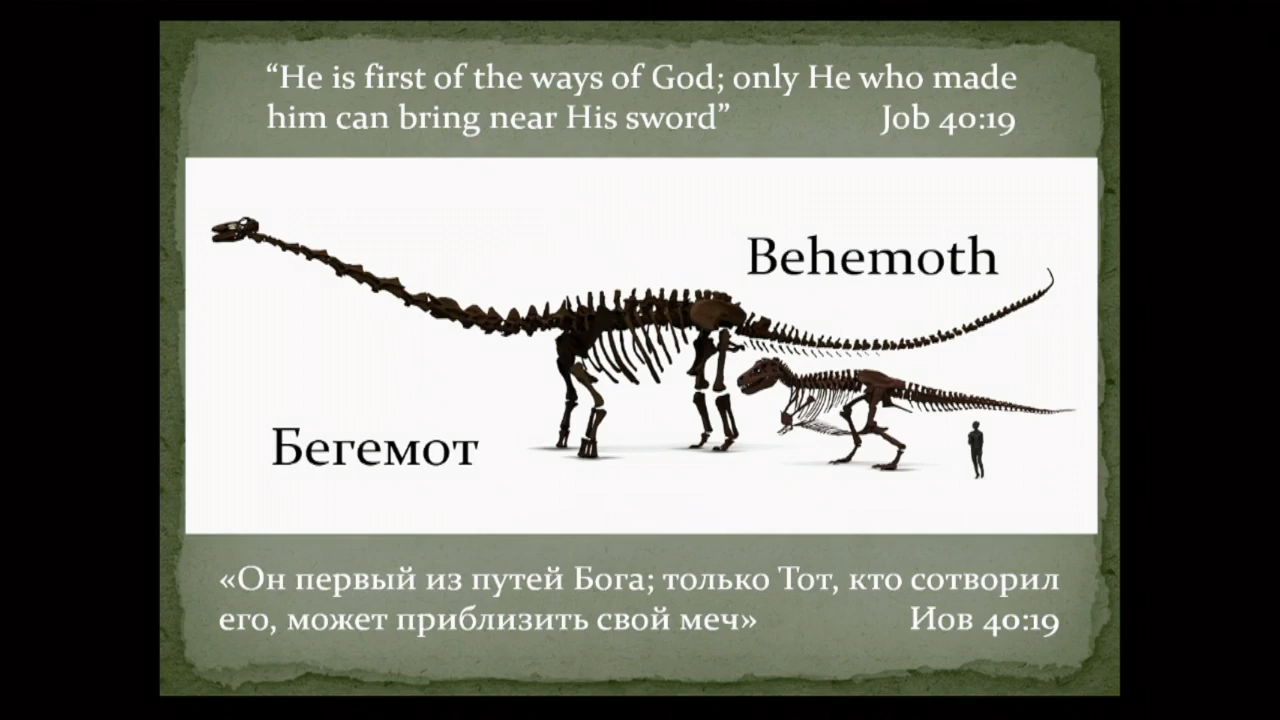 “He is first of the ways of God; only He who made
him can bring near His sword” Job 40:19
Behemoth
Бегемот
«Он первый из путей Бога; только Тот, кто сотворил
его, может приблизить свой меч» Иов 40:19